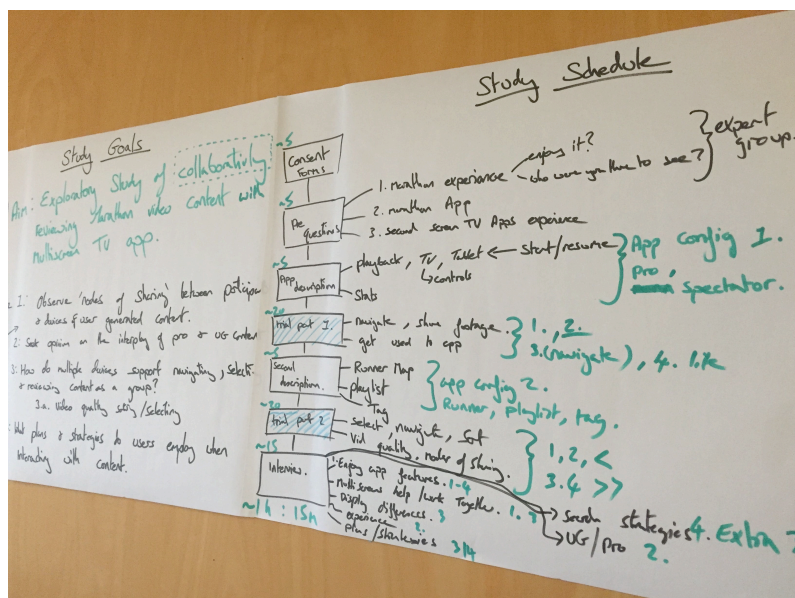 Study Goals
Aim: Exploratory Study of collaboratively
reviewing Marathon video content with
Multiscreen TV app.
1: Observe 'modes of sharing' between
& devices & user generated content.
2: Seek opinion on the interplay of pro & UG content
3: How do multiple devices support navigating,
& reviewing content as a group?
3.a. Video quality /selecting
plans & strategies do users employ when
interacting with content.
Study Schedule
~5
Consent
Forms
~5
Pre
questions
1. Marathon experience
enjoy it?
who were you there to see?
} expert
group.
2. marathon App
3. second screen TV Apps experience
~5
App
description
playback, TV, Tablet ← Start/resume
↳ controls
Stats
} App config 1.
Pro,
spectator.
~20
trial part 1.
navigate, show footage
get used to app
} 1., 2.
3.(navigate), 4.
~5
Second
description.
Runner Map
playlist
Tag
} app config 2.
Runner, playlist, tag.
~20
trial part 2
select, navigate, sort
Vid quality, modes of sharing.
} 1, 2, <
3.4 >>
~15
Interview.
1. Enjoy app features. 1-4
Multiscreens help /work Together. 1. 3
Display differences. 3
experience 2.
Plans /strategies 3/4
→ Search strategies 4. Extra ?
→ UG/Pro 2.
~1h : 15m